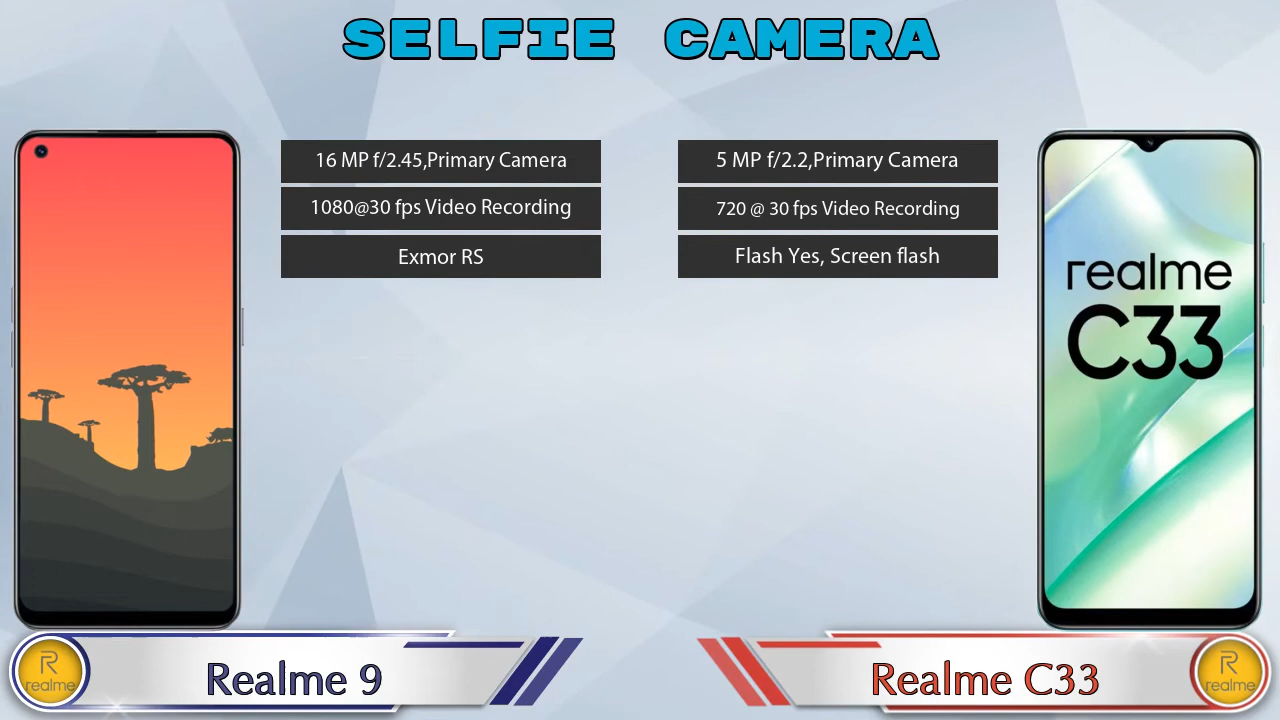 SELFIE CAMERA
16 MP f/2.45,Primary Camera
1080@30 fps Video Recording
Exmor RS
5 MP f/2.2,Primary Camera
720 @ 30 fps Video Recording
Flash Yes, Screen flash
realme
C33
R
realme
Realme 9
Realme C33
R
realme